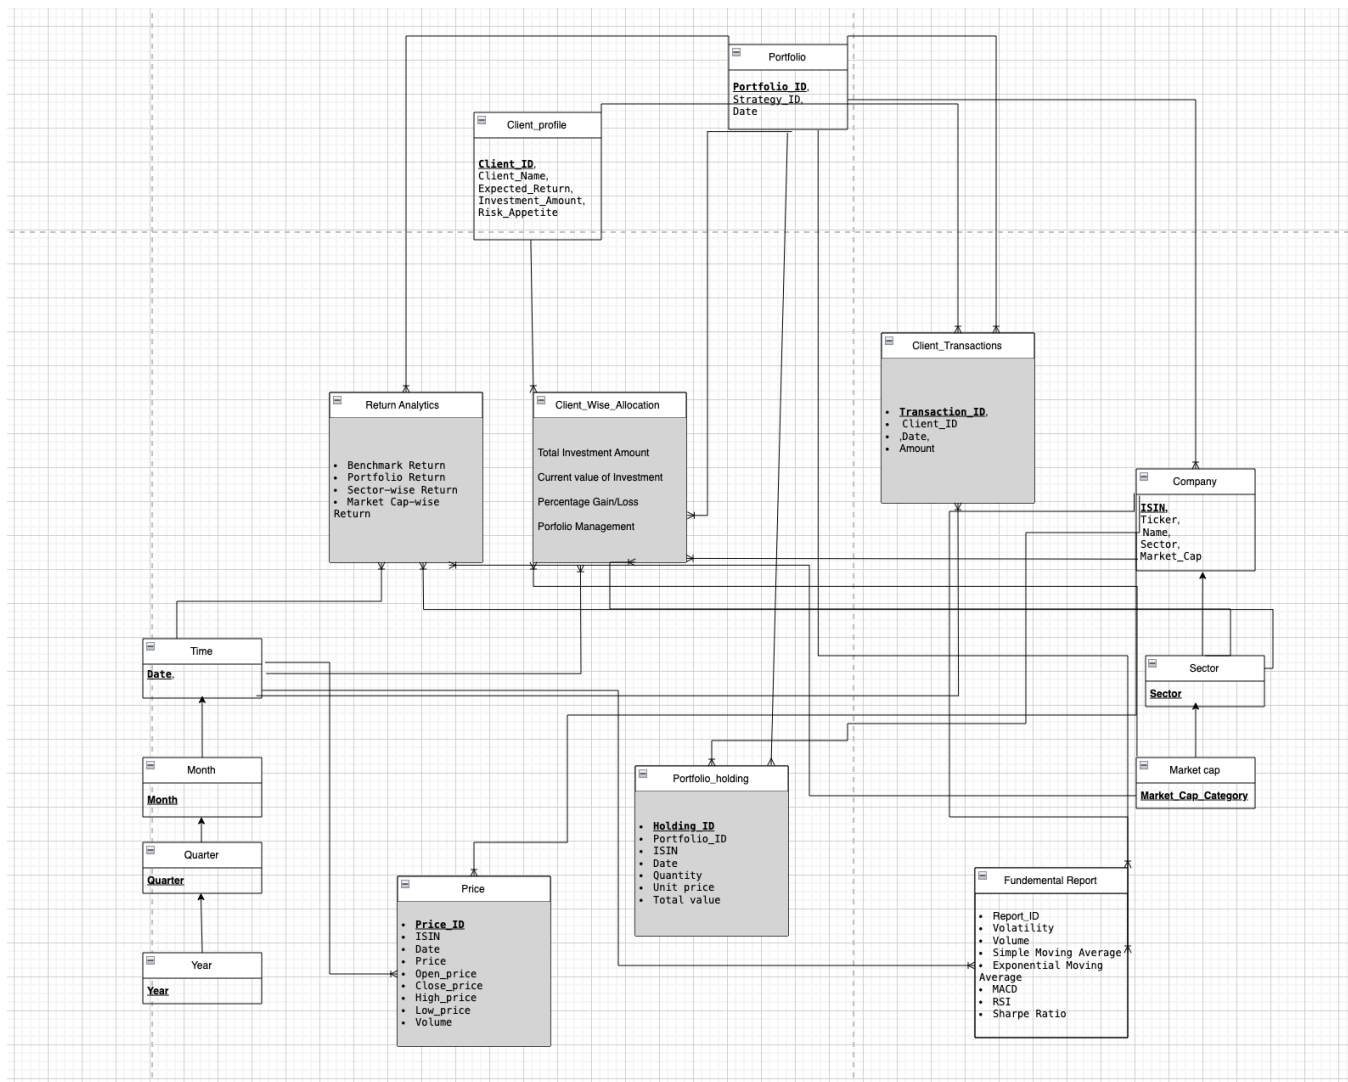 Portfolio
Portfolio_ID,
Strategy_ID,
Date
Client_profile
Client_ID,
Client_Name,
Expected_Return,
Investment_Amount,
Risk_Appetite
Client_Transactions
Transaction_ID,
Client_ID
,Date,
Amount
Return Analytics
Benchmark Return
Portfolio Return
Sector-wise Return
Market Cap-wise
Return
Client_Wise_Allocation
Total Investment Amount
Current value of Investment
Percentage Gain/Loss
Porfolio Management
Company
ISIN,
Ticker,
Name,
Sector,
Market_Cap
Time
Date,
Sector
Sector
Month
Month
Portfolio_holding
Holding_ID
Portfolio_ID
ISIN
Date
Quantity
Unit price
Total value
Market cap
Market_Cap_Category
Quarter
Quarter
Price
Price_ID
ISIN
Date
Price
Open_price
Close_price
High_price
Low_price
Volume
Fundemental Report
Report_ID
Volatility
Volume
Simple Moving Average
Exponential Moving
Average
MACD
RSI
Sharpe Ratio
Year
Year